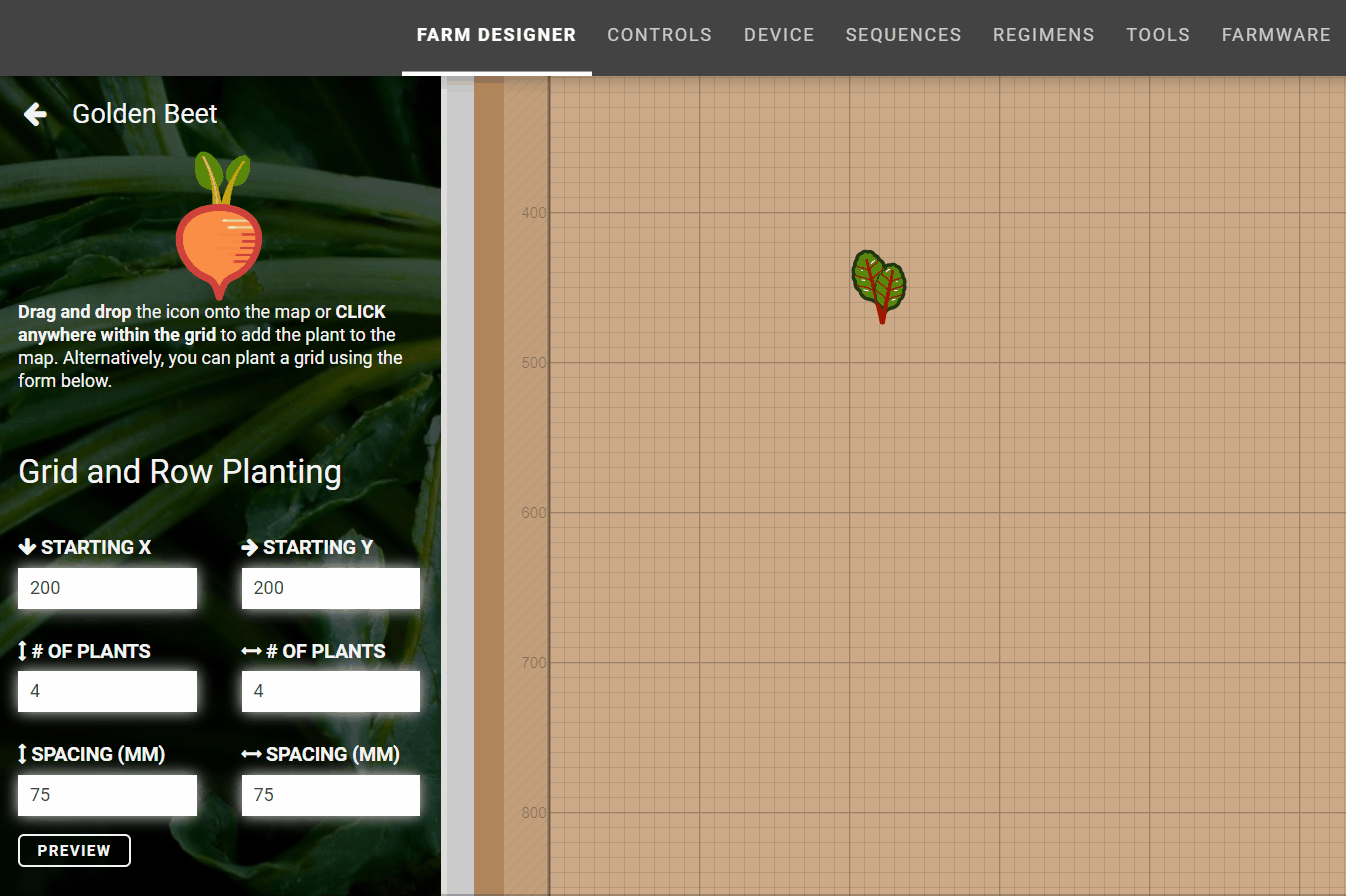 FARM DESIGNER CONTROLS DEVICE SEQUENCES REGIMENS TOOLS FARMWARE
Golden Beet
Drag and drop the icon onto the map or CLICK
anywhere within the grid to add the plant to the
map. Alternatively, you can plant a grid using the
form below.
Grid and Row Planting
STARTING X STARTING Y
200 200
# OF PLANTS # OF PLANTS
4 4
SPACING (MM) SPACING (MM)
75 75
PREVIEW
400
500
600
700
800